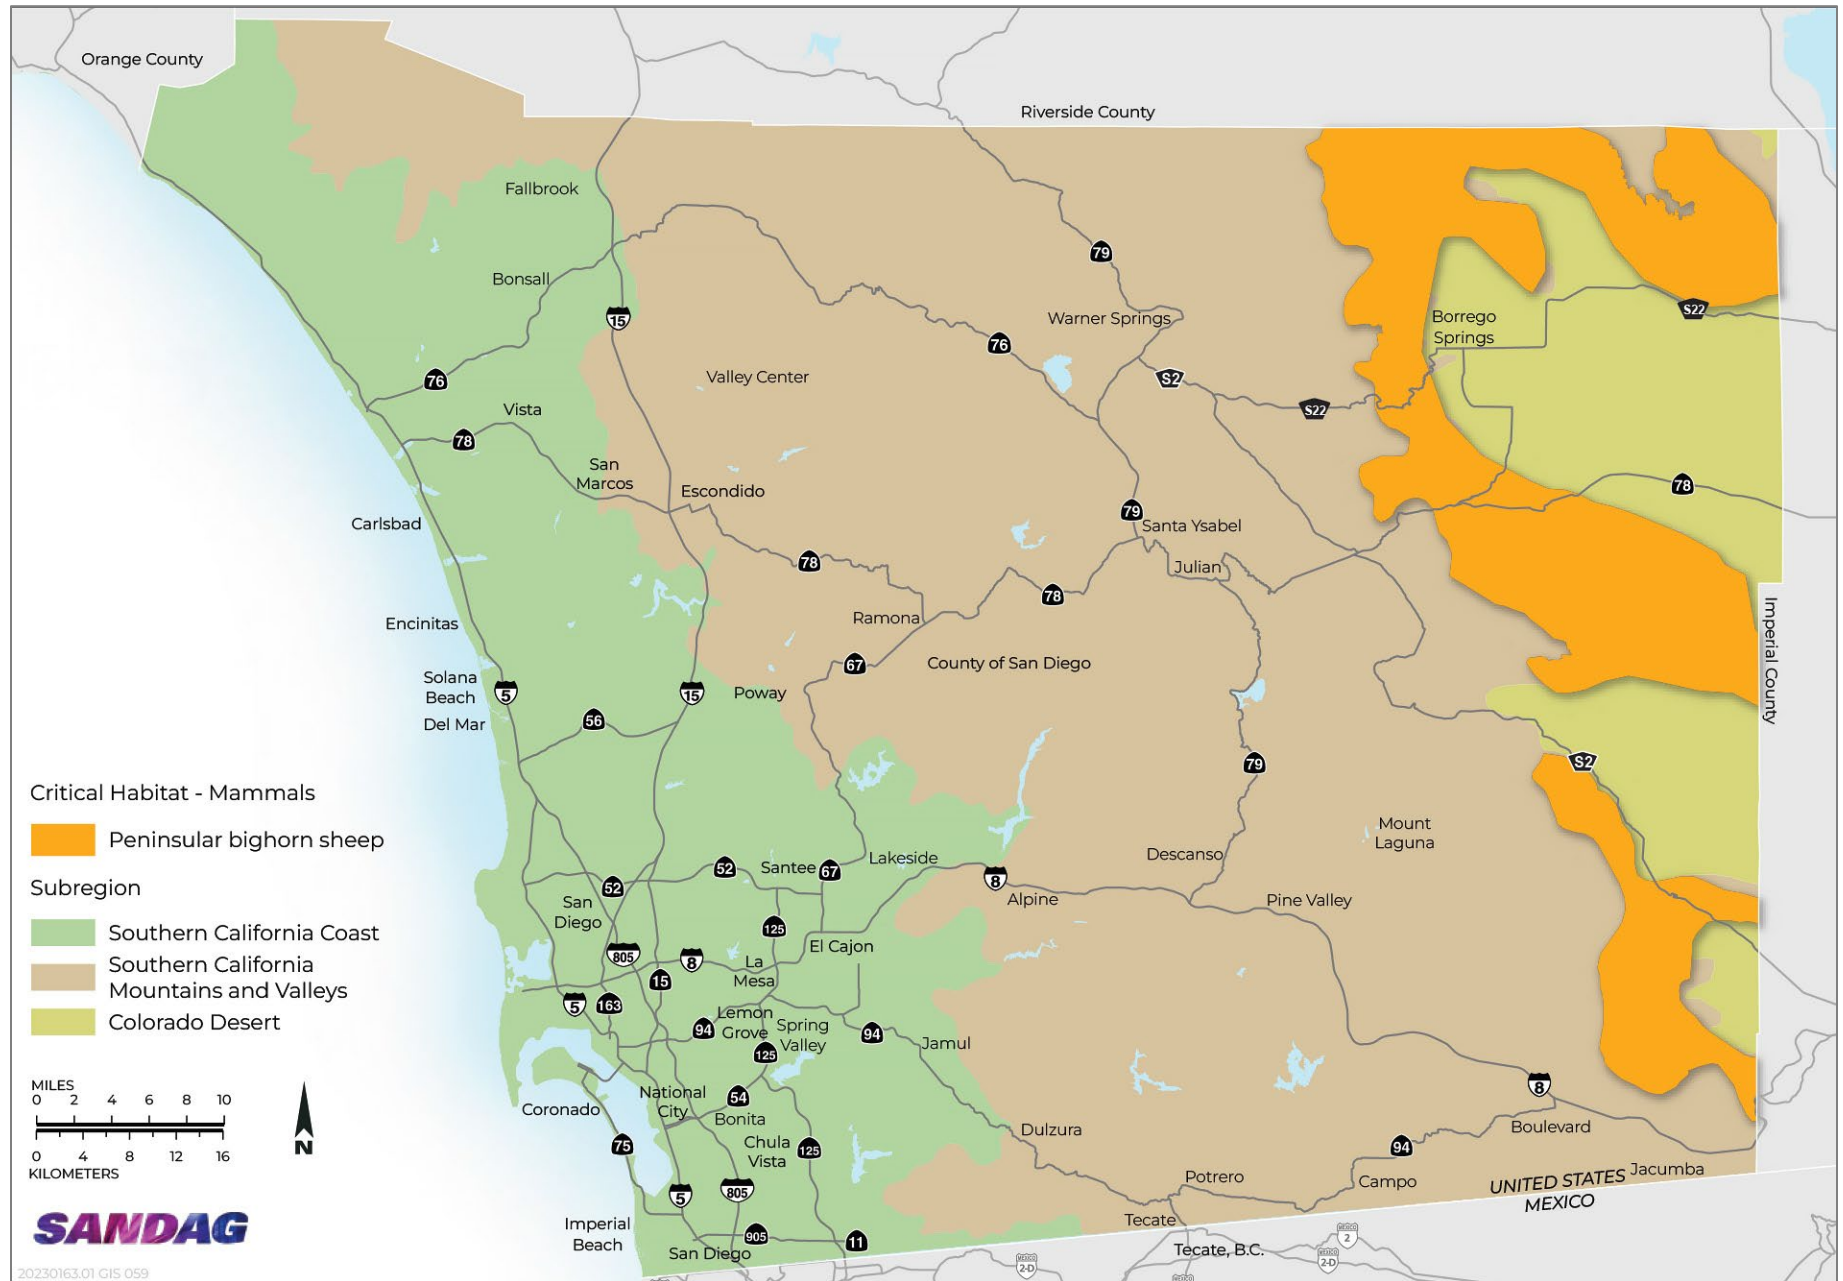 Orange County
Riverside County
Fallbrook
79
Bonsall
15
Warner Springs
Borrego
Springs
S22
76
Valley Center
76
S2
S22
Vista
78
San
Marcos
Escondido
78
Carlsbad
79
Santa Ysabel
78
Julian
78
Encinitas
Ramona
67
County of San Diego
Imperial County
Solana
Beach
5
15
Poway
Del Mar
56
79
S2
Critical Habitat - Mammals
Peninsular bighorn sheep
Subregion
Southern California Coast
Southern California
Mountains and Valleys
Colorado Desert
Mount
Laguna
Descanso
Lakeside
52
Santee
67
8
52
Alpine
Pine Valley
San
Diego
125
El Cajon
805
8
La
Mesa
15
5
163
94
Lemon
Grove
Spring
Valley
94
Jamul
125
MILES
0 2 4 6 8 10
0 4 8 12 16
KILOMETERS
N
National
City
54
Bonita
Coronado
8
Boulevard
Dulzura
75
Chula
Vista
125
94
Potrero
Campo
Jacumba
UNITED STATES
MEXICO
5
805
Tecate
Imperial
Beach
San Diego
905
11
Tecate, B.C.
MEXICO
2
MEXICO
2-D
MEXICO
2-D
SANDAG
20230163.01 GIS 059